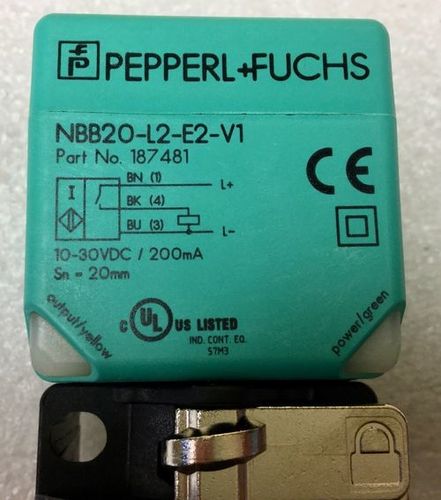 PEPPERL+FUCHS
NBB20-L2-E2-V1
Part No. 187481
BN (1)
L+
I
BK (4)
BU (3)
L-
CE
10-30VDC / 200mA
Sn = 20mm
output/yellow
power/green
C UL US LISTED
IND. CONT. EQ.
57M3